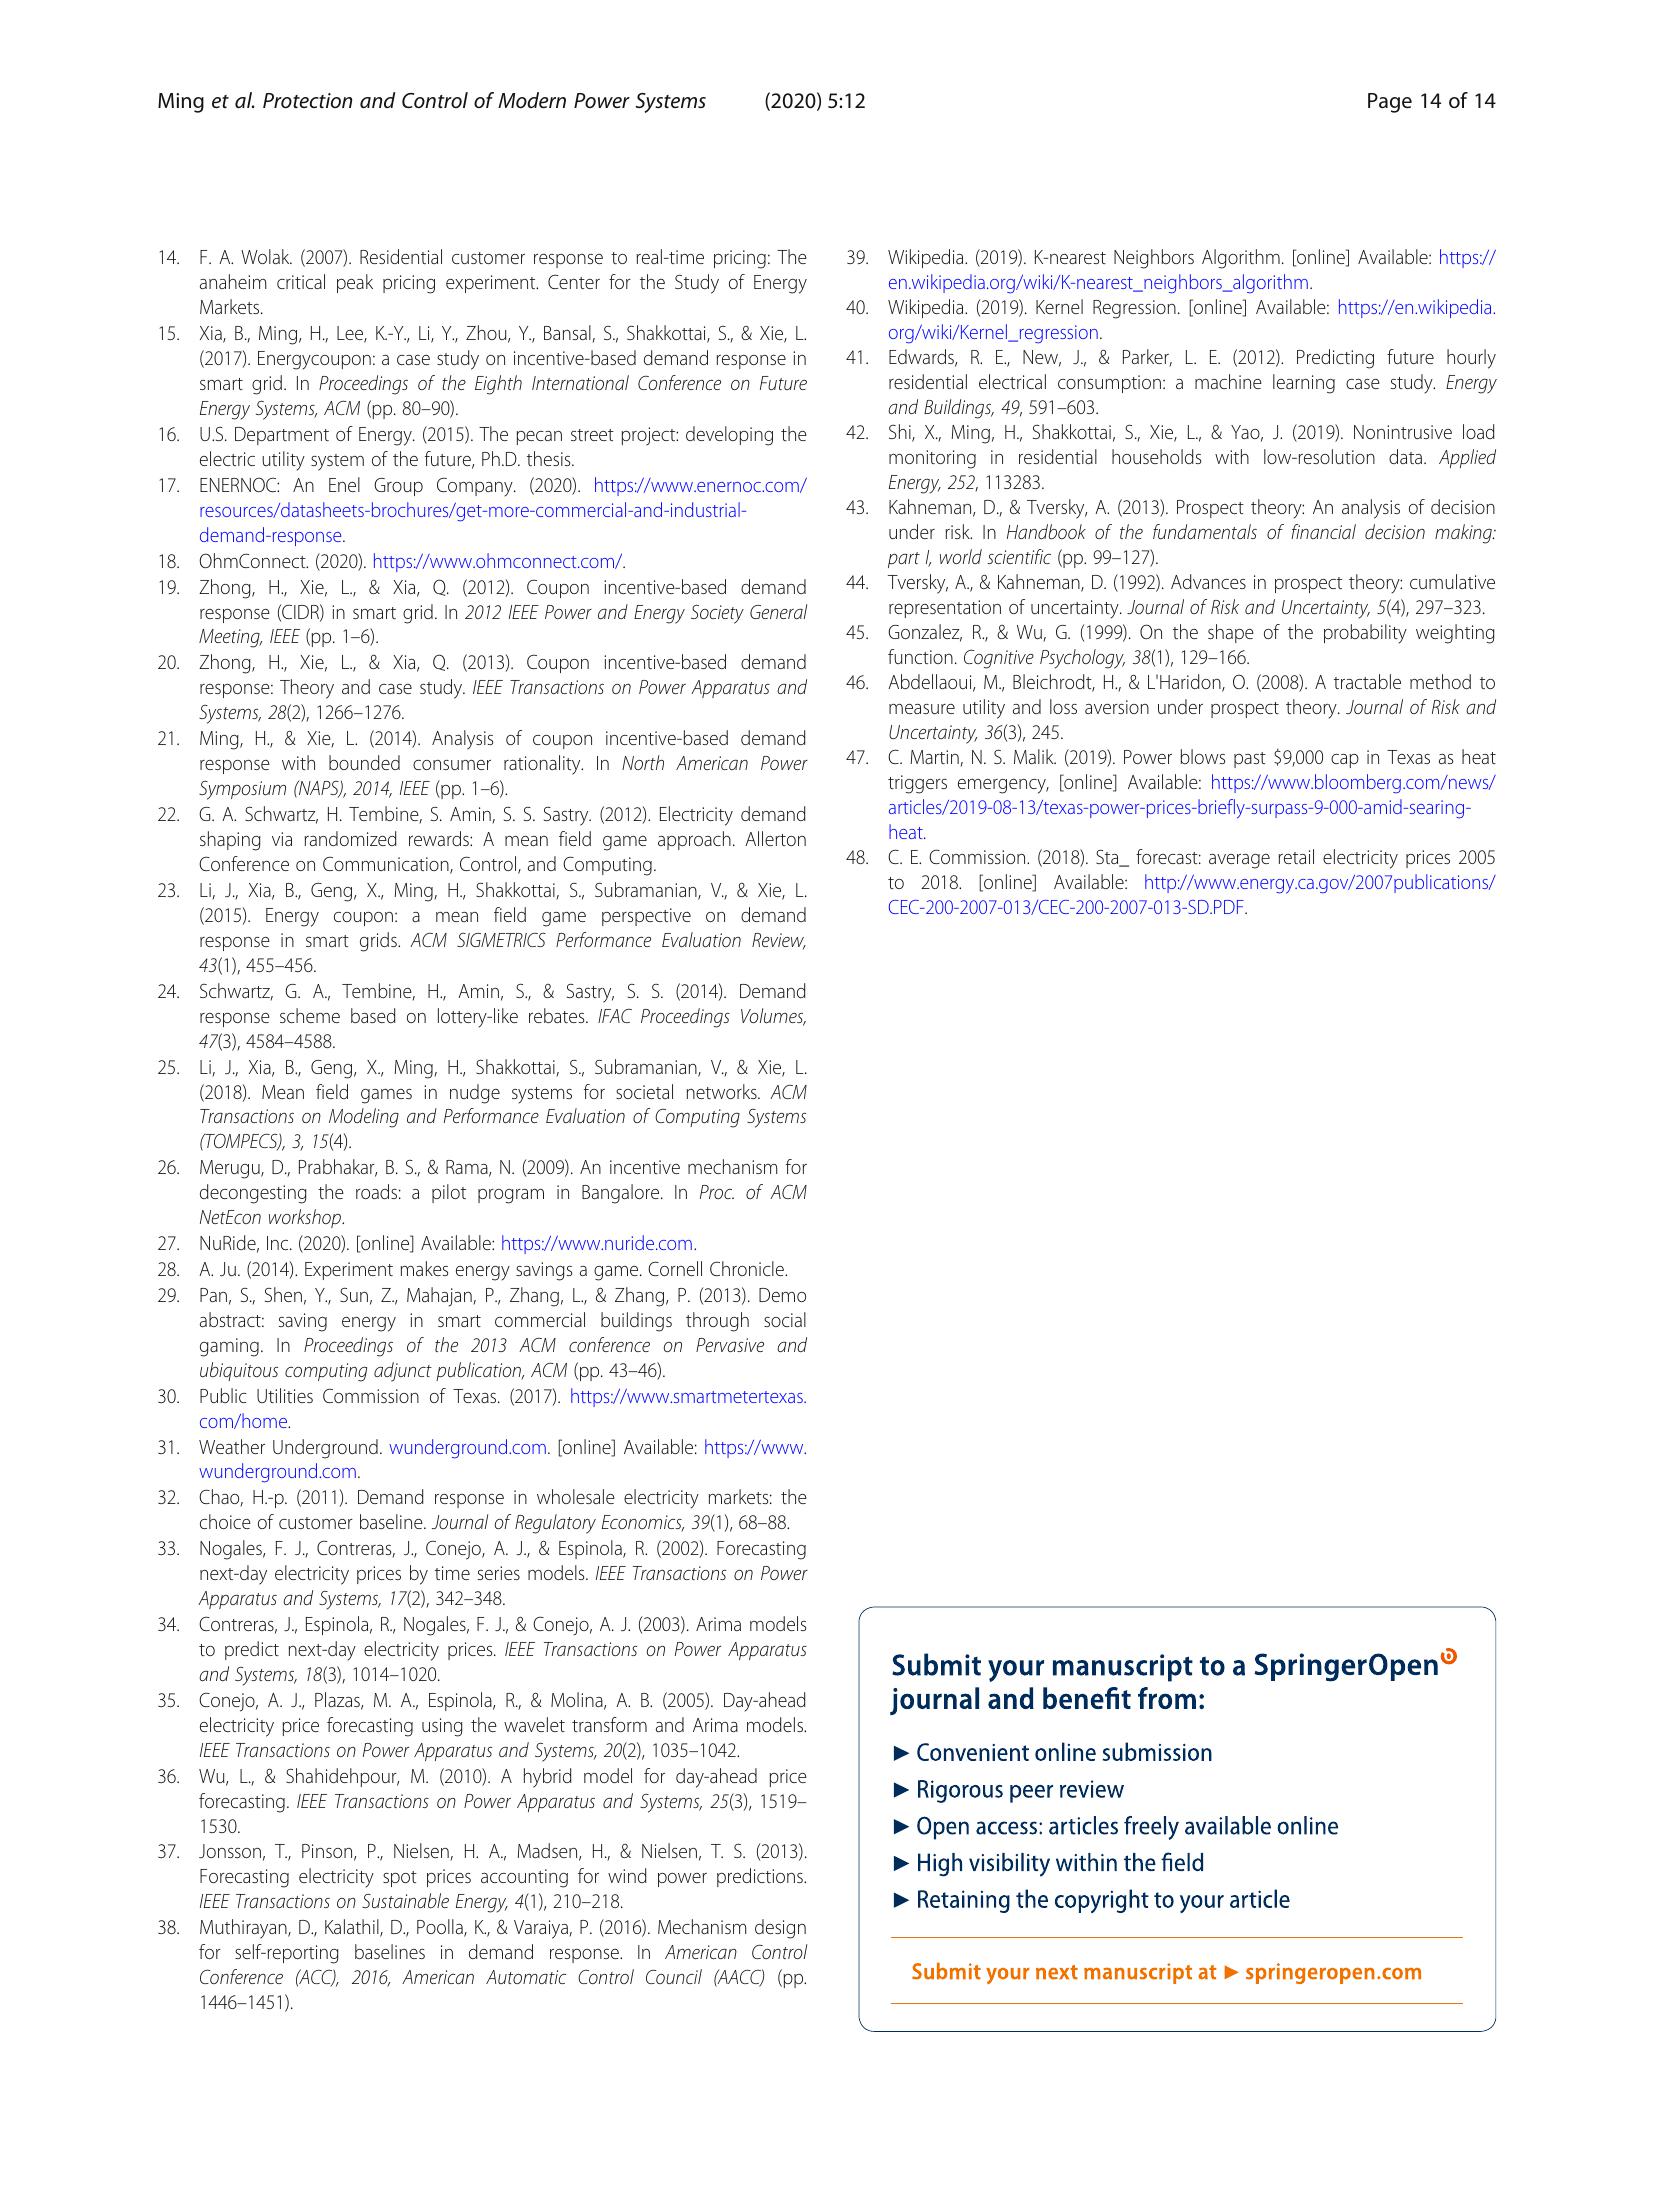 Ming et al. Protection and Control of Modern Power Systems (2020) 5:12 Page 14 of 14
14. F. A. Wolak. (2007). Residential customer response to real-time pricing: The
anaheim critical peak pricing experiment. Center for the Study of Energy
Markets.
15. Xia, B., Ming, H., Lee, K.-Y., Li, Y., Zhou, Y., Bansal, S., Shakkottai, S., & Xie, L.
(2017). Energycoupon: a case study on incentive-based demand response in
smart grid. In Proceedings of the Eighth International Conference on Future
Energy Systems, ACM (pp. 80–90).
16. U.S. Department of Energy. (2015). The pecan street project: developing the
electric utility system of the future, Ph.D. thesis.
17. ENERNOC: An Enel Group Company. (2020). https://www.enernoc.com/
resources/datasheets-brochures/get-more-commercial-and-industrial-
demand-response.
18. OhmConnect. (2020). https://www.ohmconnect.com/.
19. Zhong, H., Xie, L., & Xia, Q. (2012). Coupon incentive-based demand
response (CIDR) in smart grid. In 2012 IEEE Power and Energy Society General
Meeting, IEEE (pp. 1–6).
20. Zhong, H., Xie, L., & Xia, Q. (2013). Coupon incentive-based demand
response: Theory and case study. IEEE Transactions on Power Apparatus and
Systems, 28(2), 1266–1276.
21. Ming, H., & Xie, L. (2014). Analysis of coupon incentive-based demand
response with bounded consumer rationality. In North American Power
Symposium (NAPS), 2014, IEEE (pp. 1–6).
22. G. A. Schwartz, H. Tembine, S. Amin, S. S. Sastry. (2012). Electricity demand
shaping via randomized rewards: A mean field game approach. Allerton
Conference on Communication, Control, and Computing.
23. Li, J., Xia, B., Geng, X., Ming, H., Shakkottai, S., Subramanian, V., & Xie, L.
(2015). Energy coupon: a mean field game perspective on demand
response in smart grids. ACM SIGMETRICS Performance Evaluation Review,
43(1), 455–456.
24. Schwartz, G. A., Tembine, H., Amin, S., & Sastry, S. S. (2014). Demand
response scheme based on lottery-like rebates. IFAC Proceedings Volumes,
47(3), 4584–4588.
25. Li, J., Xia, B., Geng, X., Ming, H., Shakkottai, S., Subramanian, V., & Xie, L.
(2018). Mean field games in nudge systems for societal networks. ACM
Transactions on Modeling and Performance Evaluation of Computing Systems
(TOMPECS), 3, 15(4).
26. Merugu, D., Prabhakar, B. S., & Rama, N. (2009). An incentive mechanism for
decongesting the roads: a pilot program in Bangalore. In Proc. of ACM
NetEcon workshop.
27. NuRide, Inc. (2020). [online] Available: https://www.nuride.com.
28. A. Ju. (2014). Experiment makes energy savings a game. Cornell Chronicle.
29. Pan, S., Shen, Y., Sun, Z., Mahajan, P., Zhang, L., & Zhang, P. (2013). Demo
abstract: saving energy in smart commercial buildings through social
gaming. In Proceedings of the 2013 ACM conference on Pervasive and
ubiquitous computing adjunct publication, ACM (pp. 43–46).
30. Public Utilities Commission of Texas. (2017). https://www.smartmetertexas.
com/home.
31. Weather Underground. wunderground.com. [online] Available: https://www.
wunderground.com.
32. Chao, H.-p. (2011). Demand response in wholesale electricity markets: the
choice of customer baseline. Journal of Regulatory Economics, 39(1), 68–88.
33. Nogales, F. J., Contreras, J., Conejo, A. J., & Espinola, R. (2002). Forecasting
next-day electricity prices by time series models. IEEE Transactions on Power
Apparatus and Systems, 17(2), 342–348.
34. Contreras, J., Espinola, R., Nogales, F. J., & Conejo, A. J. (2003). Arima models
to predict next-day electricity prices. IEEE Transactions on Power Apparatus
and Systems, 18(3), 1014–1020.
35. Conejo, A. J., Plazas, M. A., Espinola, R., & Molina, A. B. (2005). Day-ahead
electricity price forecasting using the wavelet transform and Arima models.
IEEE Transactions on Power Apparatus and Systems, 20(2), 1035–1042.
36. Wu, L., & Shahidehpour, M. (2010). A hybrid model for day-ahead price
forecasting. IEEE Transactions on Power Apparatus and Systems, 25(3), 1519–
1530.
37. Jonsson, T., Pinson, P., Nielsen, H. A., Madsen, H., & Nielsen, T. S. (2013).
Forecasting electricity spot prices accounting for wind power predictions.
IEEE Transactions on Sustainable Energy, 4(1), 210–218.
38. Muthirayan, D., Kalathil, D., Poolla, K., & Varaiya, P. (2016). Mechanism design
for self-reporting baselines in demand response. In American Control
Conference (ACC), 2016, American Automatic Control Council (AACC) (pp.
1446–1451).
39. Wikipedia. (2019). K-nearest Neighbors Algorithm. [online] Available: https://
en.wikipedia.org/wiki/K-nearest_neighbors_algorithm.
40. Wikipedia. (2019). Kernel Regression. [online] Available: https://en.wikipedia.
org/wiki/Kernel_regression.
41. Edwards, R. E., New, J., & Parker, L. E. (2012). Predicting future hourly
residential electrical consumption: a machine learning case study. Energy
and Buildings, 49, 591–603.
42. Shi, X., Ming, H., Shakkottai, S., Xie, L., & Yao, J. (2019). Nonintrusive load
monitoring in residential households with low-resolution data. Applied
Energy, 252, 113283.
43. Kahneman, D., & Tversky, A. (2013). Prospect theory: An analysis of decision
under risk. In Handbook of the fundamentals of financial decision making:
part I, world scientific (pp. 99–127).
44. Tversky, A., & Kahneman, D. (1992). Advances in prospect theory: cumulative
representation of uncertainty. Journal of Risk and Uncertainty, 5(4), 297–323.
45. Gonzalez, R., & Wu, G. (1999). On the shape of the probability weighting
function. Cognitive Psychology, 38(1), 129–166.
46. Abdellaoui, M., Bleichrodt, H., & L'Haridon, O. (2008). A tractable method to
measure utility and loss aversion under prospect theory. Journal of Risk and
Uncertainty, 36(3), 245.
47. C. Martin, N. S. Malik. (2019). Power blows past $9,000 cap in Texas as heat
triggers emergency, [online] Available: https://www.bloomberg.com/news/
articles/2019-08-13/texas-power-prices-briefly-surpass-9-000-amid-searing-
heat.
48. C. E. Commission. (2018). Sta_ forecast: average retail electricity prices 2005
to 2018. [online] Available: http://www.energy.ca.gov/2007publications/
CEC-200-2007-013/CEC-200-2007-013-SD.PDF.
Submit your manuscript to a SpringerOpen
journal and benefit from:
► Convenient online submission
► Rigorous peer review
► Open access: articles freely available online
► High visibility within the field
► Retaining the copyright to your article
Submit your next manuscript at ► springeropen.com